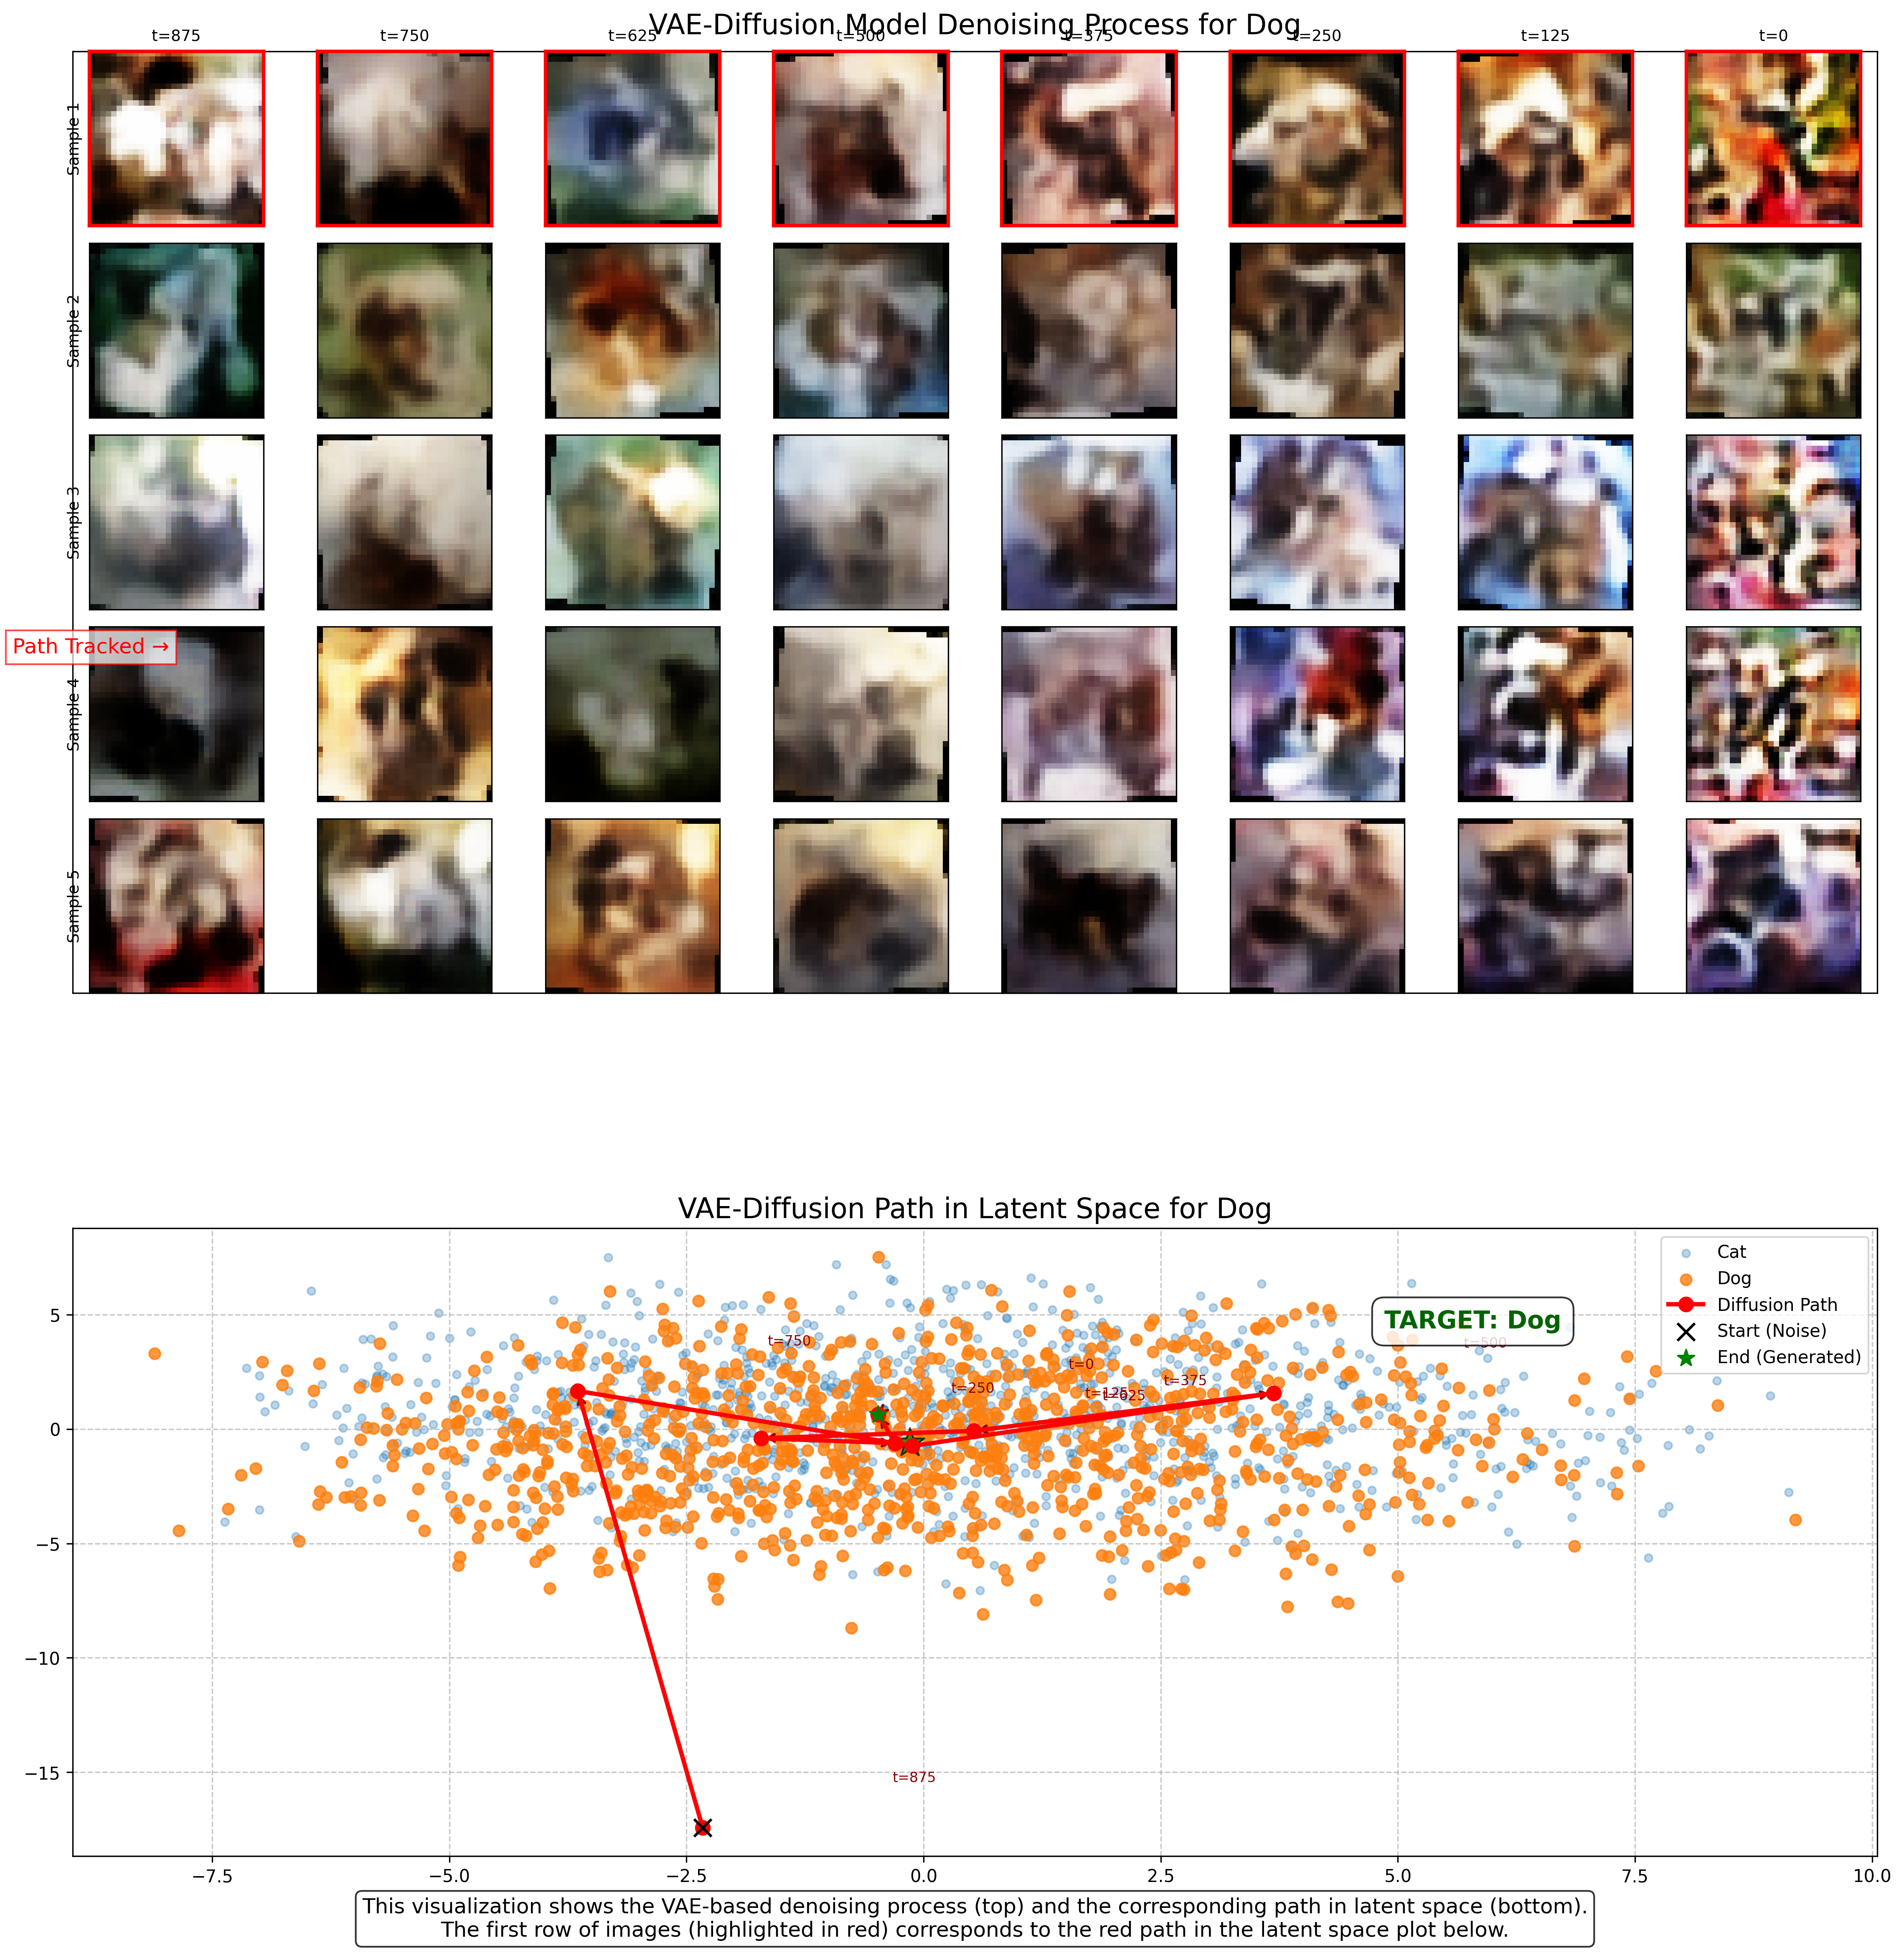 VAE-Diffusion Model Denoising Process for Dog
t=875
t=750
t=625
t=500
t=375
t=250
t=125
t=0
Sample 1
Sample 2
Sample 3
Path Tracked →
Sample 4
Sample 5
VAE-Diffusion Path in Latent Space for Dog
Cat
Dog
Diffusion Path
Start (Noise)
End (Generated)
TARGET: Dog
t=750
t=500
t=0
t=250
t=375
t=125
t=625
t=875
5
0
−5
−10
−15
−7.5
−5.0
−2.5
0.0
2.5
5.0
7.5
10.0
This visualization shows the VAE-based denoising process (top) and the corresponding path in latent space (bottom).
The first row of images (highlighted in red) corresponds to the red path in the latent space plot below.